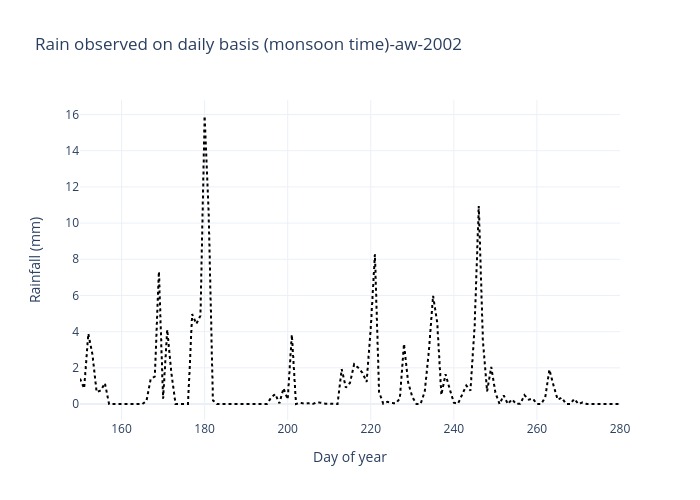 Rain observed on daily basis (monsoon time)-aw-2002
16
14
12
10
8
6
4
2
0
Rainfall (mm)
160 180 200 220 240 260 280
Day of year